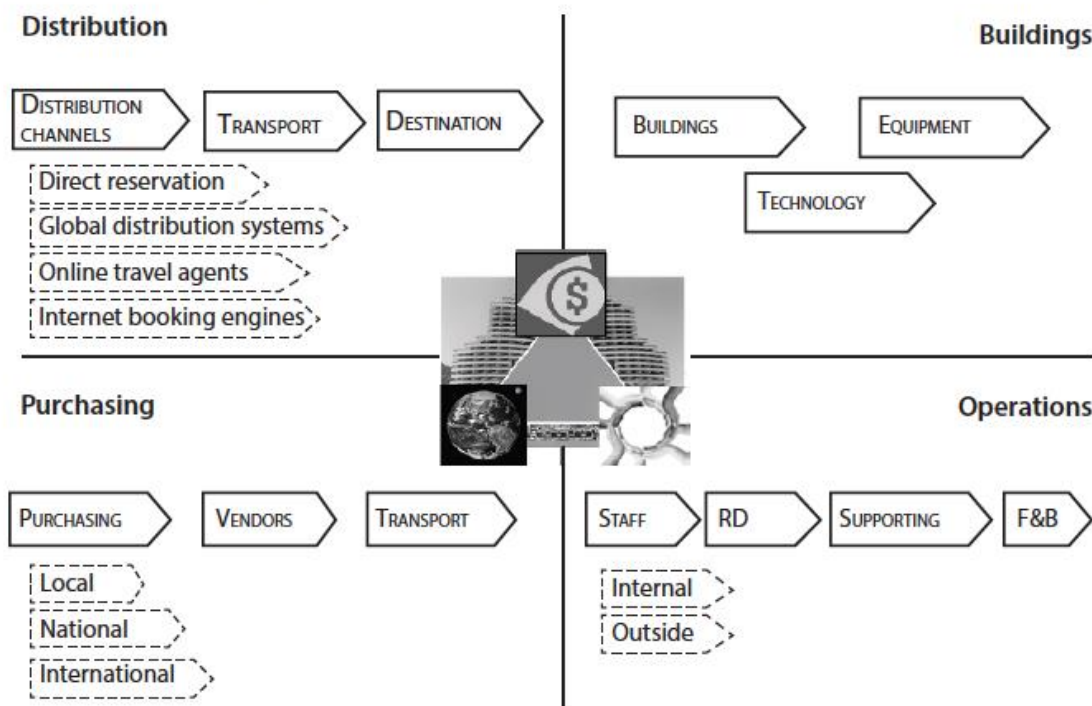 Distribution
Buildings
DISTRIBUTION
CHANNELS
TRANSPORT
DESTINATION
Direct reservation
Global distribution systems
Online travel agents
Internet booking engines
BUILDINGS
EQUIPMENT
TECHNOLOGY
$
Purchasing
Operations
PURCHASING
VENDORS
TRANSPORT
Local
National
International
STAFF
RD
SUPPORTING
F&B
Internal
Outside